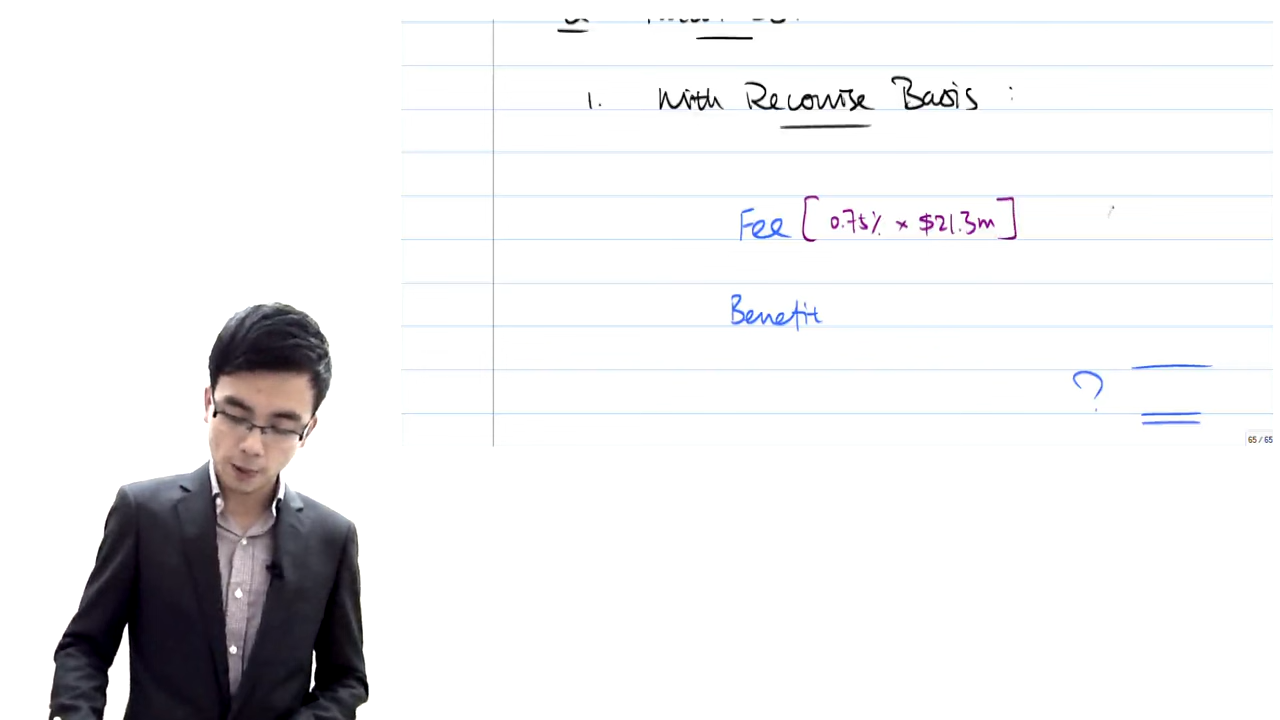 1. With Recourse Basis :
Fee [ 0.75% × $21.3m ]
Benefit
?
65 / 65